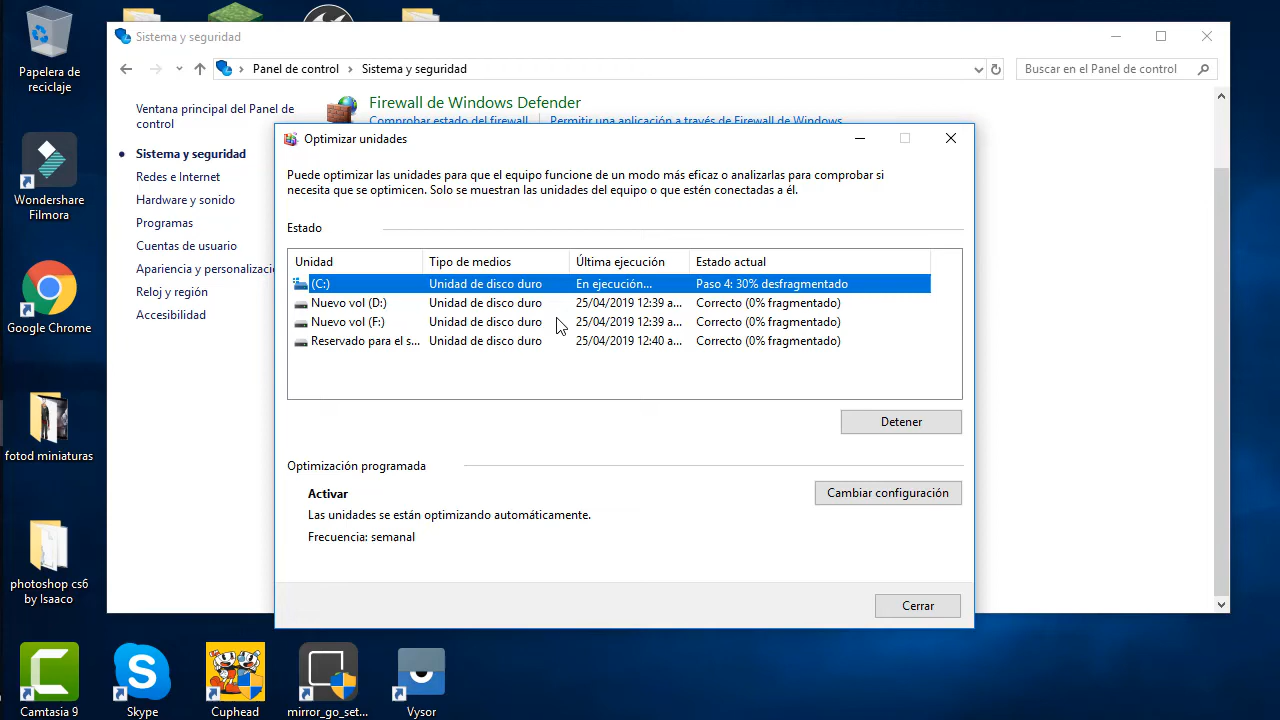 Papelera de
reciclaje
Wondershare
Filmora
Google Chrome
fotod miniaturas
photoshop cs6
by Isaaco
Camtasia 9
Skype
Cuphead
mirror_go_set...
Vysor
Sistema y seguridad
Panel de control
Sistema y seguridad
Buscar en el Panel de control
Ventana principal del Panel de
control
Sistema y seguridad
Redes e Internet
Hardware y sonido
Programas
Cuentas de usuario
Apariencia y personalizació
Reloj y región
Accesibilidad
Firewall de Windows Defender
Comprobar estado del firewall
Permitir una aplicación a través de Firewall de Windows
Optimizar unidades
Puede optimizar las unidades para que el equipo funcione de un modo más eficaz o analizarlas para comprobar si
necesita que se optimicen. Solo se muestran las unidades del equipo o que estén conectadas a él.
Estado
Unidad Tipo de medios Última ejecución Estado actual
(C:) Unidad de disco duro En ejecución... Paso 4: 30% desfragmentado
Nuevo vol (D:) Unidad de disco duro 25/04/2019 12:39 a... Correcto (0% fragmentado)
Nuevo vol (F:) Unidad de disco duro 25/04/2019 12:39 a... Correcto (0% fragmentado)
Reservado para el s... Unidad de disco duro 25/04/2019 12:40 a... Correcto (0% fragmentado)
Detener
Optimización programada
Activar
Las unidades se están optimizando automáticamente.
Frecuencia: semanal
Cambiar configuración
Cerrar